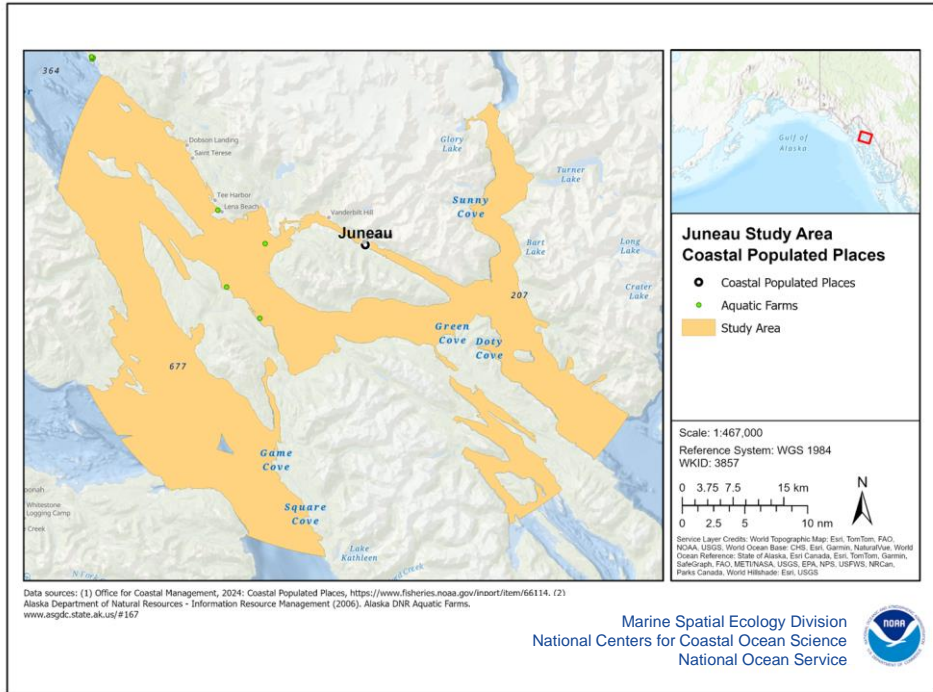 364
Dobson Landing
Saint Terese
Tee Harbor
Lena Beach
Vanderbilt Hill
Juneau
Glory
Lake
Turner
Lake
Sunny
Cove
Bart
Lake
Long
Lake
Crater
Lake
207
Green
Cove
Doty
Cove
677
Game
Cove
Square
Cove
Lake
Kathleen
Whitestone
Logging Camp
Creek
Gulf of
Alaska
Juneau Study Area
Coastal Populated Places
Coastal Populated Places
Aquatic Farms
Study Area
Scale: 1:467,000
Reference System: WGS 1984
WKID: 3857
0 3.75 7.5 15 km
0 2.5 5 10 nm
N
Service Layer Credits: World Topographic Map: Esri, TomTom, FAO,
NOAA, USGS, World Ocean Base: CHS, Esri, Garmin, NaturalVue, World
Ocean Reference: State of Alaska, Esri Canada, Esri, TomTom, Garmin,
SafeGraph, FAO, METI/NASA, USGS, EPA, NPS, USFWS, NRCan,
Parks Canada, World Hillshade: Esri, USGS
Data sources: (1) Office for Coastal Management, 2024: Coastal Populated Places, https://www.fisheries.noaa.gov/inport/item/66114. (2)
Alaska Department of Natural Resources - Information Resource Management (2006). Alaska DNR Aquatic Farms.
www.asgdc.state.ak.us/#167
Marine Spatial Ecology Division
National Centers for Coastal Ocean Science
National Ocean Service
NOAA